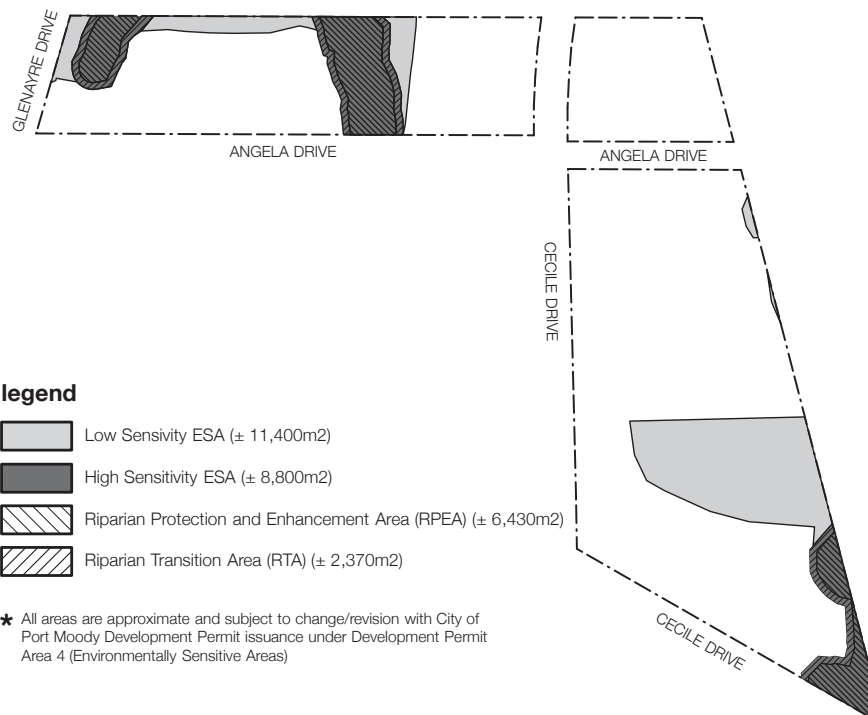 GLENAYRE DRIVE
ANGELA DRIVE
ANGELA DRIVE
CECILE DRIVE
legend
Low Sensivity ESA (± 11,400m2)
High Sensitivity ESA (± 8,800m2)
Riparian Protection and Enhancement Area (RPEA) (± 6,430m2)
Riparian Transition Area (RTA) (± 2,370m2)
* All areas are approximate and subject to change/revision with City of
Port Moody Development Permit issuance under Development Permit
Area 4 (Environmentally Sensitive Areas)
CECILE DRIVE